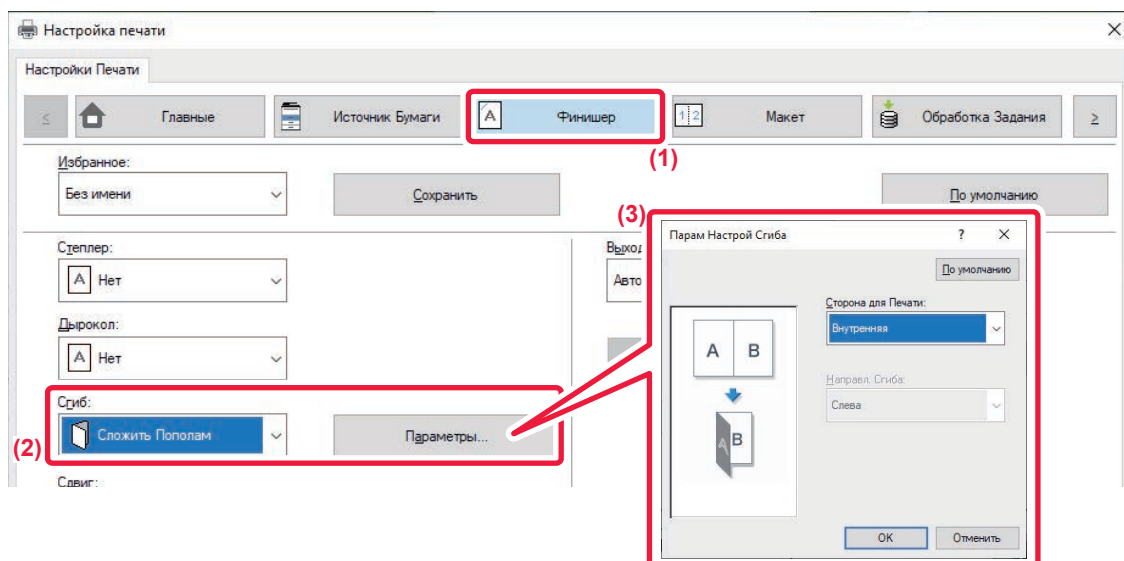 Настройка печати
Настройки Печати
≤ Главные Источник Бумаги A Финишер 1 2 Макет Обработка Задания ≥
(1)
Избранное:
Без имени Сохранить По умолчанию
(3)
Степлер:
A Нет
Дырокол:
A Нет
Сгиб:
(2) Сложить Пополам Параметры...
Сдвиг:
Парам Настрой Сгиба ?
По умолчанию
Сторона для Печати:
Внутренняя
A B
Направл. Сгиба:
Слева
A B
OK Отменить